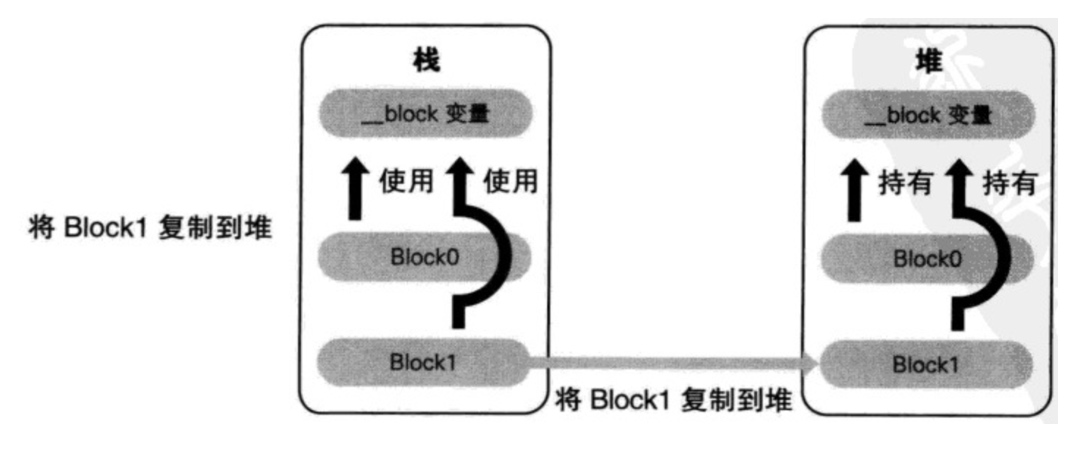 栈
__block 变量
使用
使用
Block0
Block1
将 Block1 复制到堆
将 Block1 复制到堆
堆
__block 变量
持有
持有
Block0
Block1